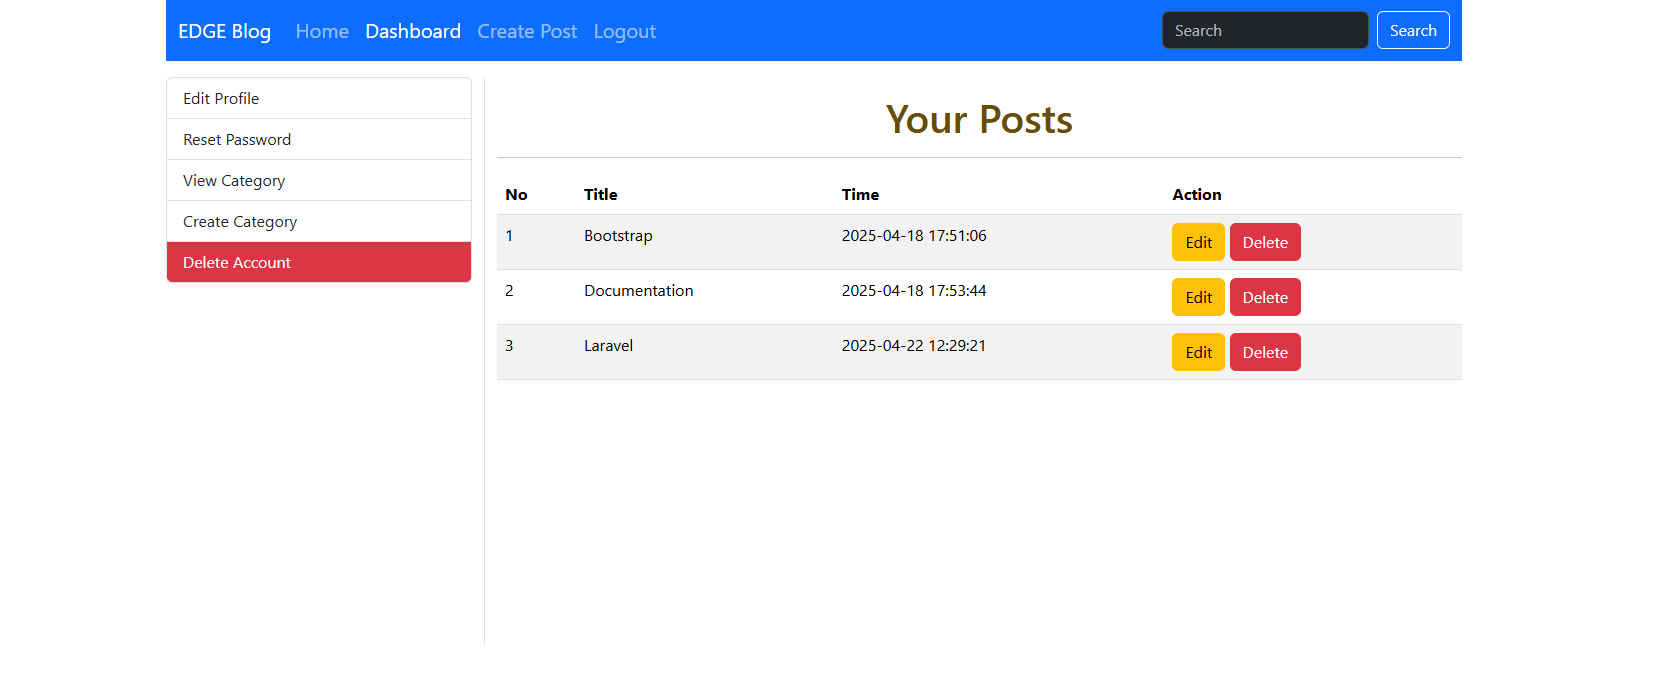 EDGE Blog Home Dashboard Create Post Logout Search Search
Edit Profile
Reset Password
View Category
Create Category
Delete Account
Your Posts
No Title Time Action
1 Bootstrap 2025-04-18 17:51:06 Edit Delete
2 Documentation 2025-04-18 17:53:44 Edit Delete
3 Laravel 2025-04-22 12:29:21 Edit Delete